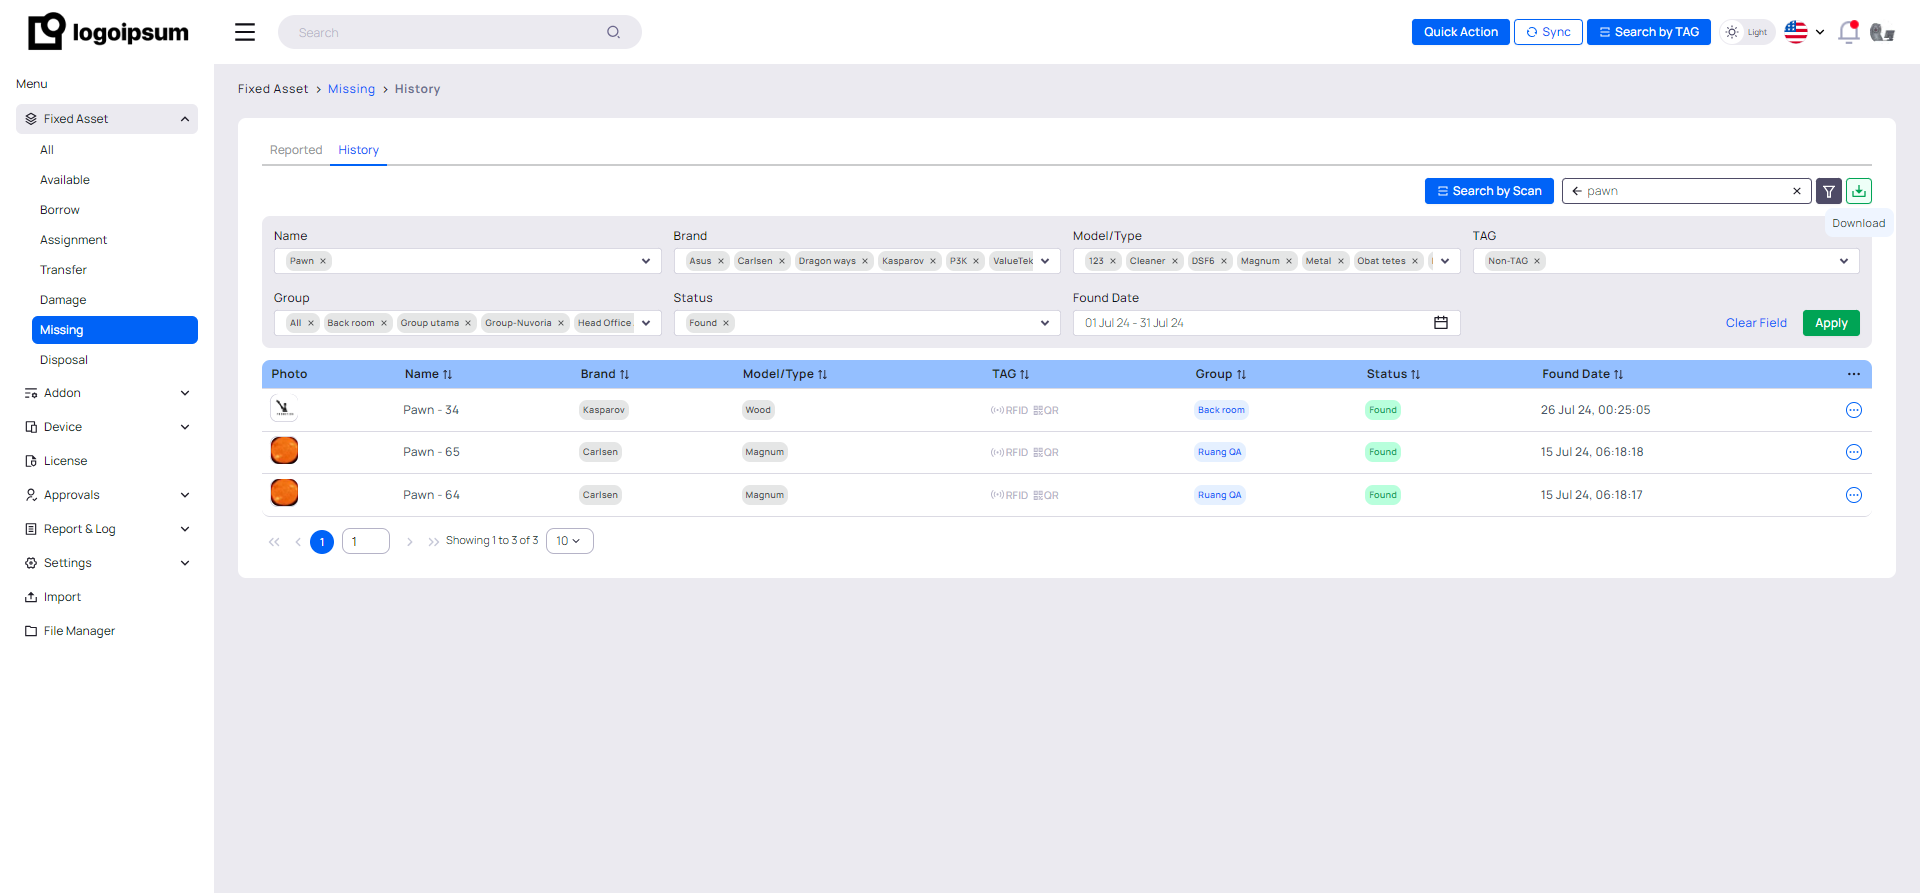 logoipsum
Search
Quick Action
Sync
Search by TAG
Light
Menu
Fixed Asset
All
Available
Borrow
Assignment
Transfer
Damage
Missing
Disposal
Addon
Device
License
Approvals
Report & Log
Settings
Import
File Manager
Fixed Asset > Missing > History
Reported History
Search by Scan
pawn
Download
Name Brand Model/Type TAG
Pawn × Asus × Carlsen × Dragon ways × Kasparov × P3K × ValueTek 123 × Cleaner × DSF6 × Magnum × Metal × Obat tetes × Non-TAG ×
Group Status Found Date
All × Back room × Group utama × Group-Nuvoria × Head Office Found × 01 Jul 24 - 31 Jul 24 Clear Field Apply
Photo Name Brand Model/Type TAG Group Status Found Date
Pawn - 34 Kasparov Wood RFID QR Back room Found 26 Jul 24, 00:25:05
Pawn - 65 Carlsen Magnum RFID QR Ruang QA Found 15 Jul 24, 06:18:18
Pawn - 64 Carlsen Magnum RFID QR Ruang QA Found 15 Jul 24, 06:18:17
1 1 Showing 1 to 3 of 3 10